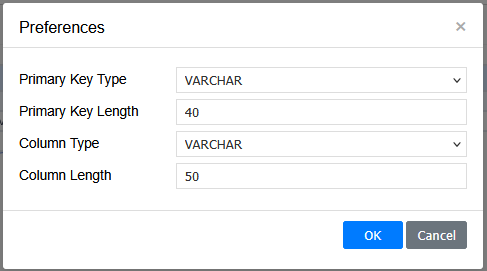 Preferences ×
Primary Key Type VARCHAR
Primary Key Length 40
Column Type VARCHAR
Column Length 50
OK Cancel